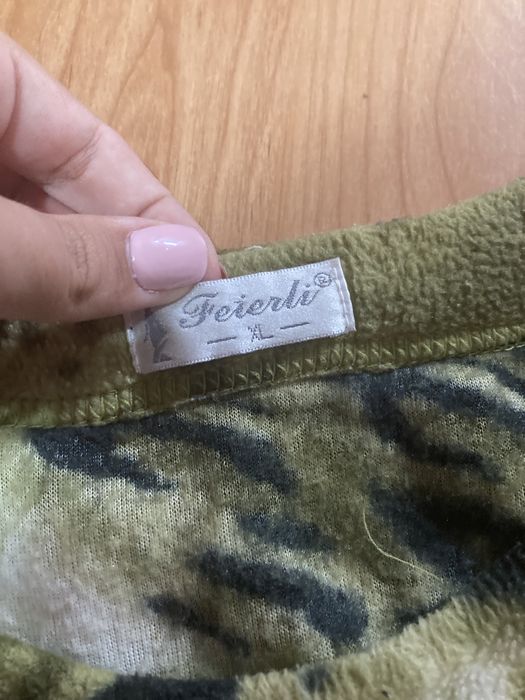 Feierli®
— XL —